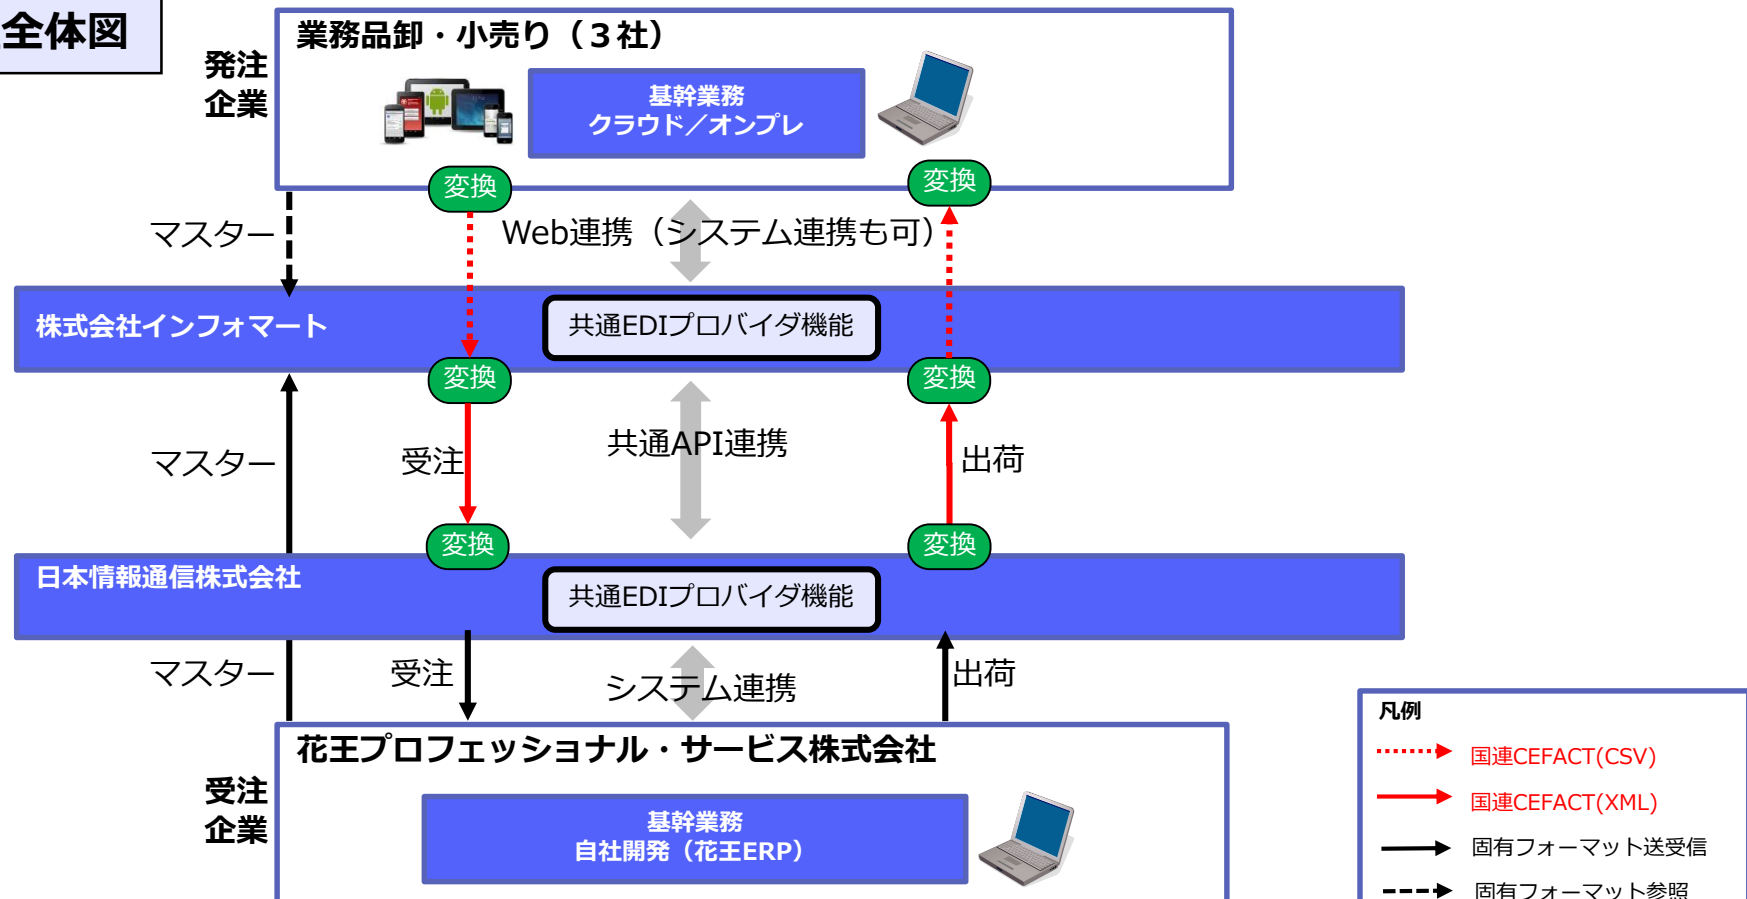 全体図
発注
企業
業務品卸・小売り（３社）
基幹業務
クラウド／オンプレ
変換
変換
マスター
Web連携（システム連携も可）
株式会社インフォマート
共通EDIプロバイダ機能
変換
変換
マスター
受注
共通API連携
出荷
変換
変換
日本情報通信株式会社
共通EDIプロバイダ機能
マスター
受注
システム連携
出荷
花王プロフェッショナル・サービス株式会社
受注
企業
基幹業務
自社開発（花王ERP）
凡例
国連CEFACT(CSV)
国連CEFACT(XML)
固有フォーマット送受信
固有フォーマット参照